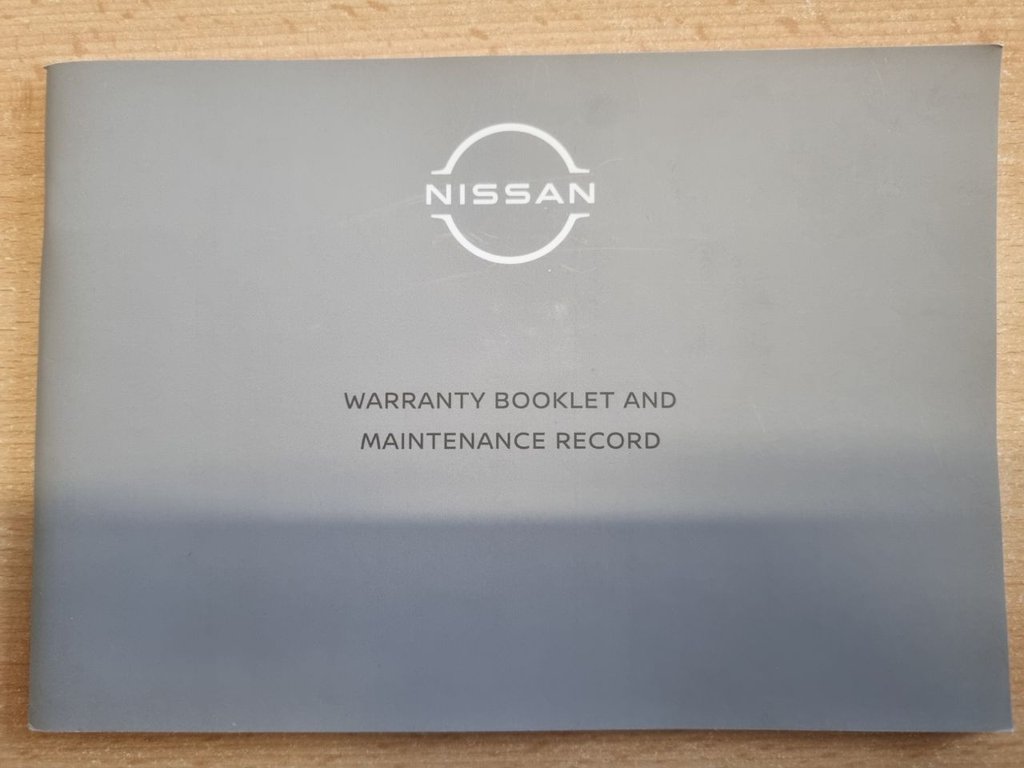 NISSAN
WARRANTY BOOKLET AND
MAINTENANCE RECORD